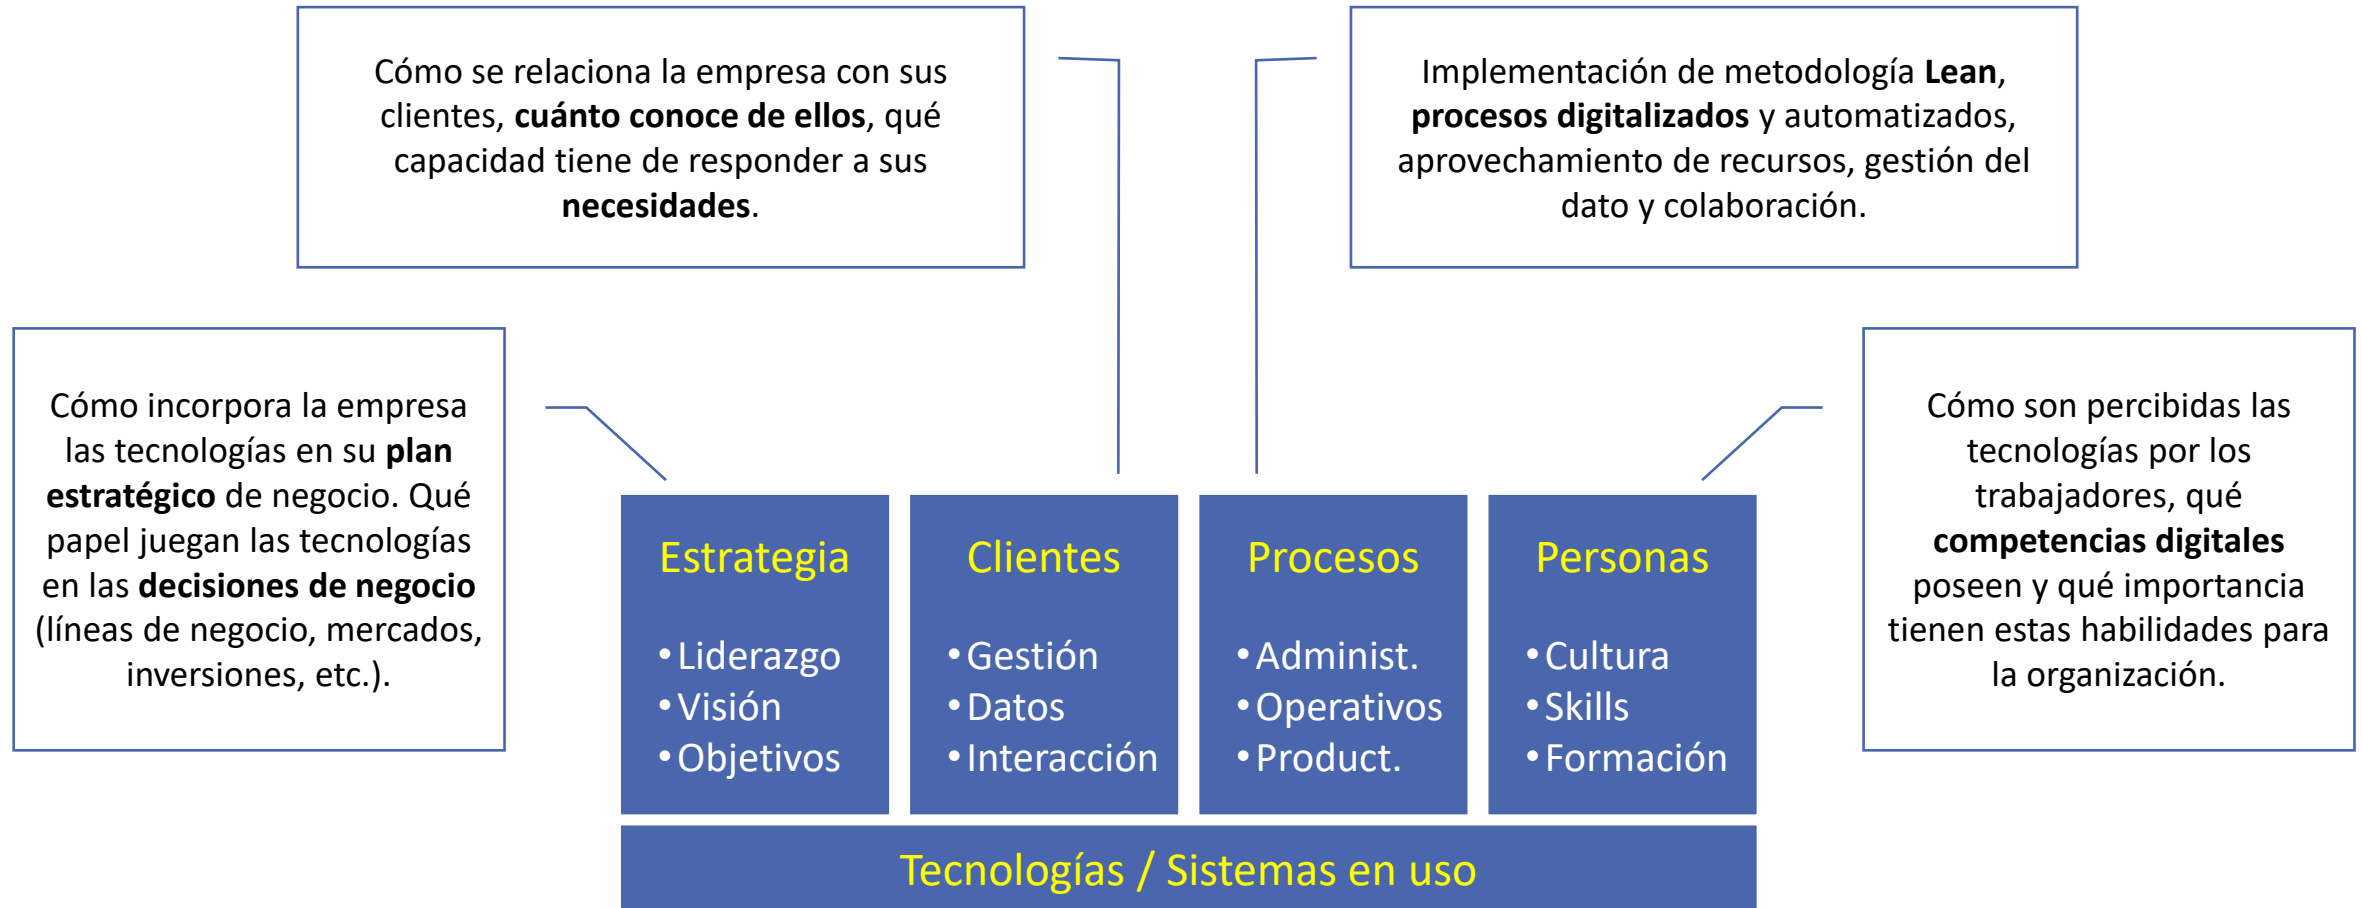 Cómo se relaciona la empresa con sus
clientes, cuánto conoce de ellos, qué
capacidad tiene de responder a sus
necesidades.
Implementación de metodología Lean,
procesos digitalizados y automatizados,
aprovechamiento de recursos, gestión del
dato y colaboración.
Cómo incorpora la empresa
las tecnologías en su plan
estratégico de negocio. Qué
papel juegan las tecnologías
en las decisiones de negocio
(líneas de negocio, mercados,
inversiones, etc.).
Estrategia
•Liderazgo
•Visión
•Objetivos
Clientes
•Gestión
•Datos
•Interacción
Procesos
•Administ.
•Operativos
•Product.
Personas
•Cultura
•Skills
•Formación
Cómo son percibidas las
tecnologías por los
trabajadores, qué
competencias digitales
poseen y qué importancia
tienen estas habilidades para
la organización.
Tecnologías / Sistemas en uso